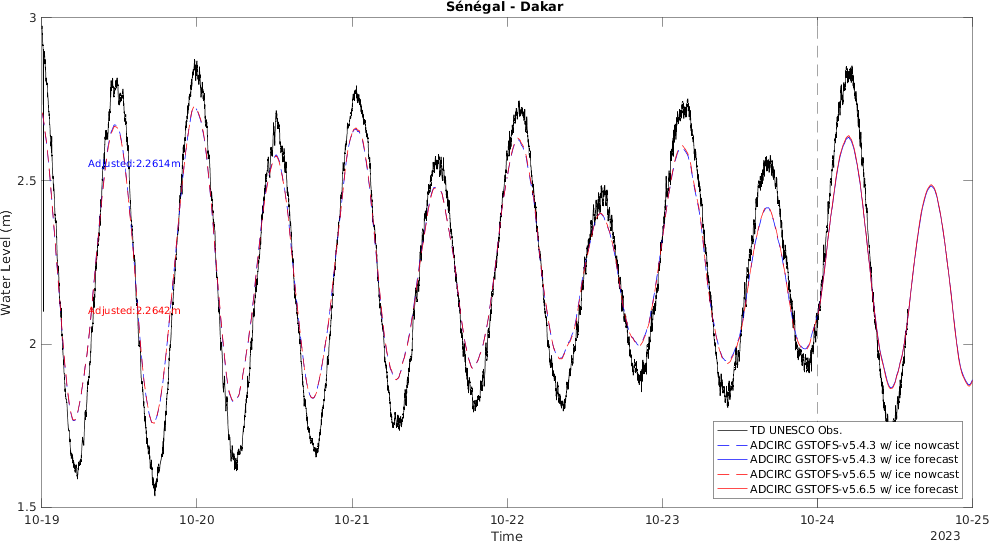 Sénégal - Dakar
3
2.5
2
1.5
Water Level (m)
Adjusted:2.2614m
Adjusted:2.2642m
TD UNESCO Obs.
ADCIRC GSTOFS-v5.4.3 w/ ice nowcast
ADCIRC GSTOFS-v5.4.3 w/ ice forecast
ADCIRC GSTOFS-v5.6.5 w/ ice nowcast
ADCIRC GSTOFS-v5.6.5 w/ ice forecast
10-19 10-20 10-21 10-22 10-23 10-24 10-25
Time
2023